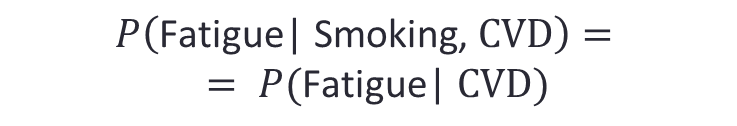 P(Fatigue| Smoking, CVD) =
= P(Fatigue| CVD)